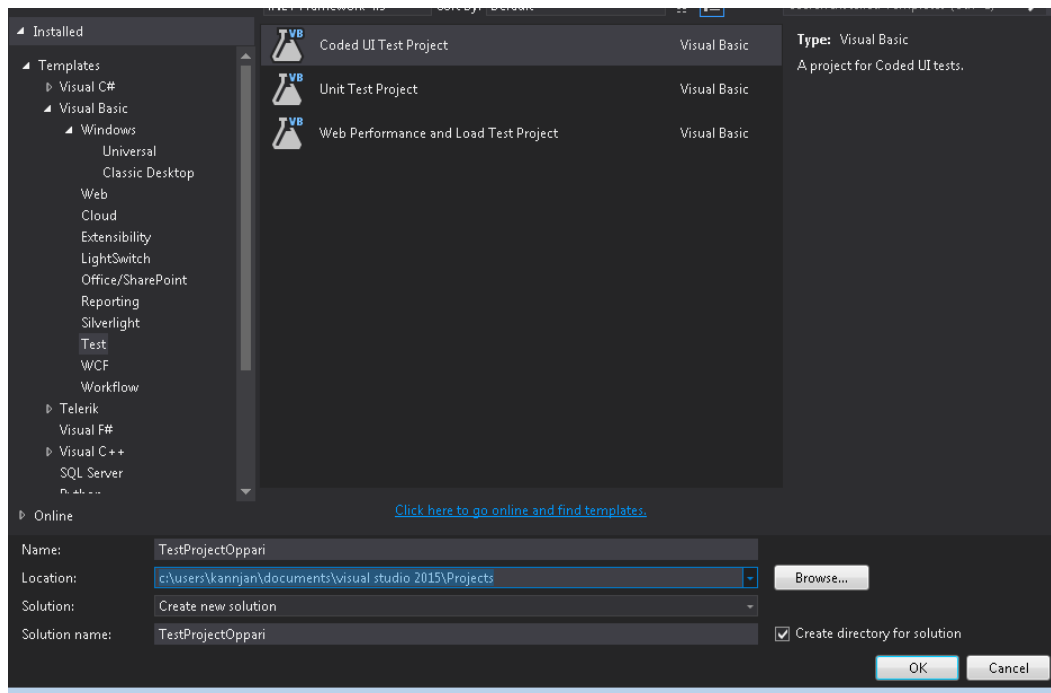 Installed
Templates
Visual C#
Visual Basic
Windows
Universal
Classic Desktop
Web
Cloud
Extensibility
LightSwitch
Office/SharePoint
Reporting
Silverlight
Test
WCF
Workflow
Telerik
Visual F#
Visual C++
SQL Server
Online
VB Coded UI Test Project Visual Basic
VB Unit Test Project Visual Basic
VB Web Performance and Load Test Project Visual Basic
Click here to go online and find templates.
Type: Visual Basic
A project for Coded UI tests.
Name: TestProjectOppari
Location: c:\users\kannjan\documents\visual studio 2015\Projects Browse...
Solution: Create new solution
Solution name: TestProjectOppari Create directory for solution
OK Cancel